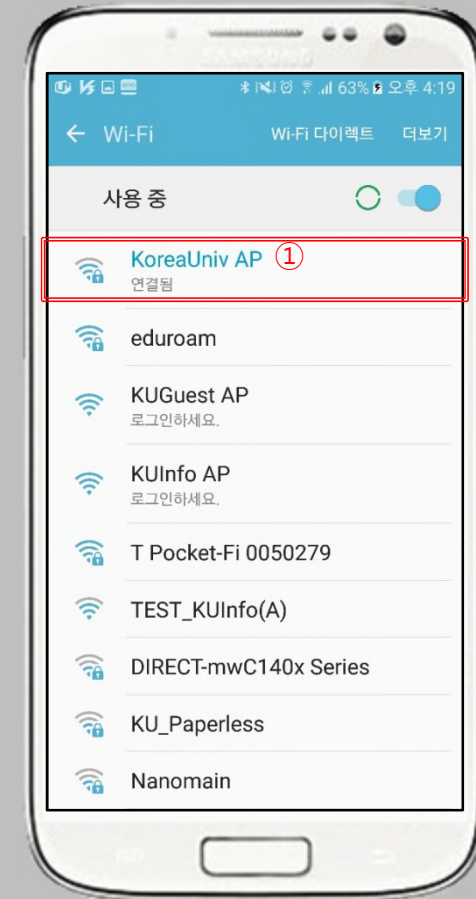 SAMSUNG
63% 오후 4:19
Wi-Fi Wi-Fi 다이렉트 더보기
사용 중
KoreaUniv AP ①
연결됨
eduroam
KUGuest AP
로그인하세요.
KUInfo AP
로그인하세요.
T Pocket-Fi 0050279
TEST_KUInfo(A)
DIRECT-mwC140x Series
KU_Paperless
Nanomain